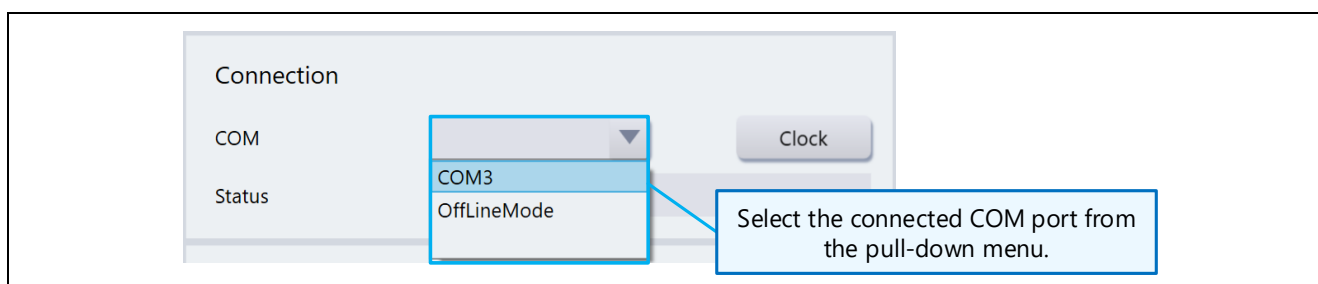 Connection
COM
Clock
COM3
Status
OffLineMode
Select the connected COM port from
the pull-down menu.